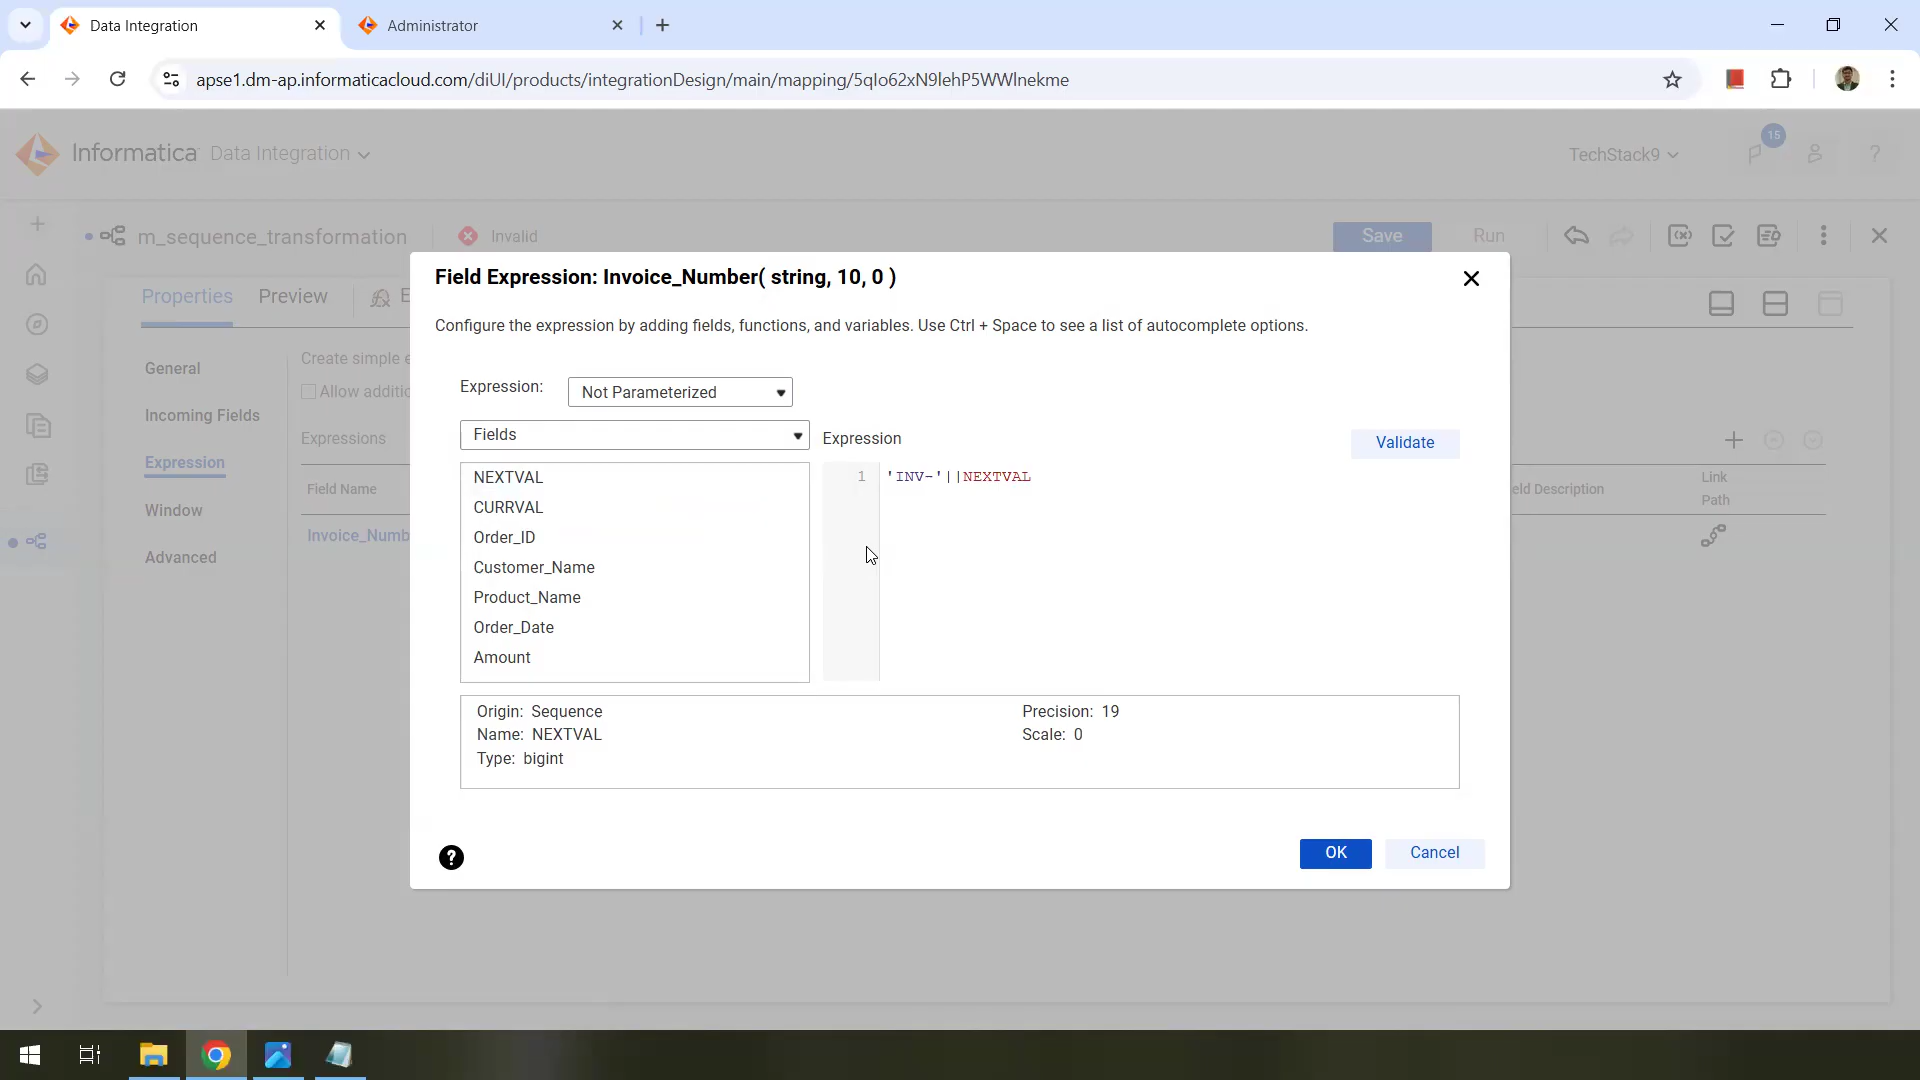 Data Integration
Administrator
apse1.dm-ap.informaticacloud.com/diUI/products/integrationDesign/main/mapping/5qIo62xN9lehP5WWlnekme
Informatica Data Integration
TechStack9
15
?
m_sequence_transformation
Invalid
Save
Run
Properties
Preview
E
General
Incoming Fields
Expression
Window
Advanced
Create simple e
Allow additic
Expressions
Field Name
eld Description
Link
Path
Invoice_Numb
Field Expression: Invoice_Number( string, 10, 0 )
Configure the expression by adding fields, functions, and variables. Use Ctrl + Space to see a list of autocomplete options.
Expression:
Not Parameterized
Fields
Expression
Validate
NEXTVAL
CURRVAL
Order_ID
Customer_Name
Product_Name
Order_Date
Amount
1
'INV-'||NEXTVAL
Origin: Sequence
Name: NEXTVAL
Type: bigint
Precision: 19
Scale: 0
?
OK
Cancel